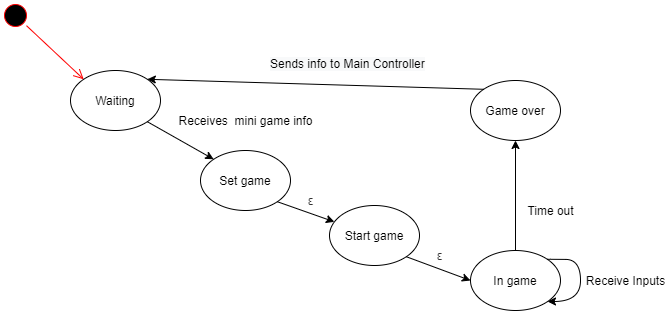 Sends info to Main Controller
Waiting
Game over
Receives mini game info
Set game
ε
Start game
Time out
ε
In game
Receive Inputs